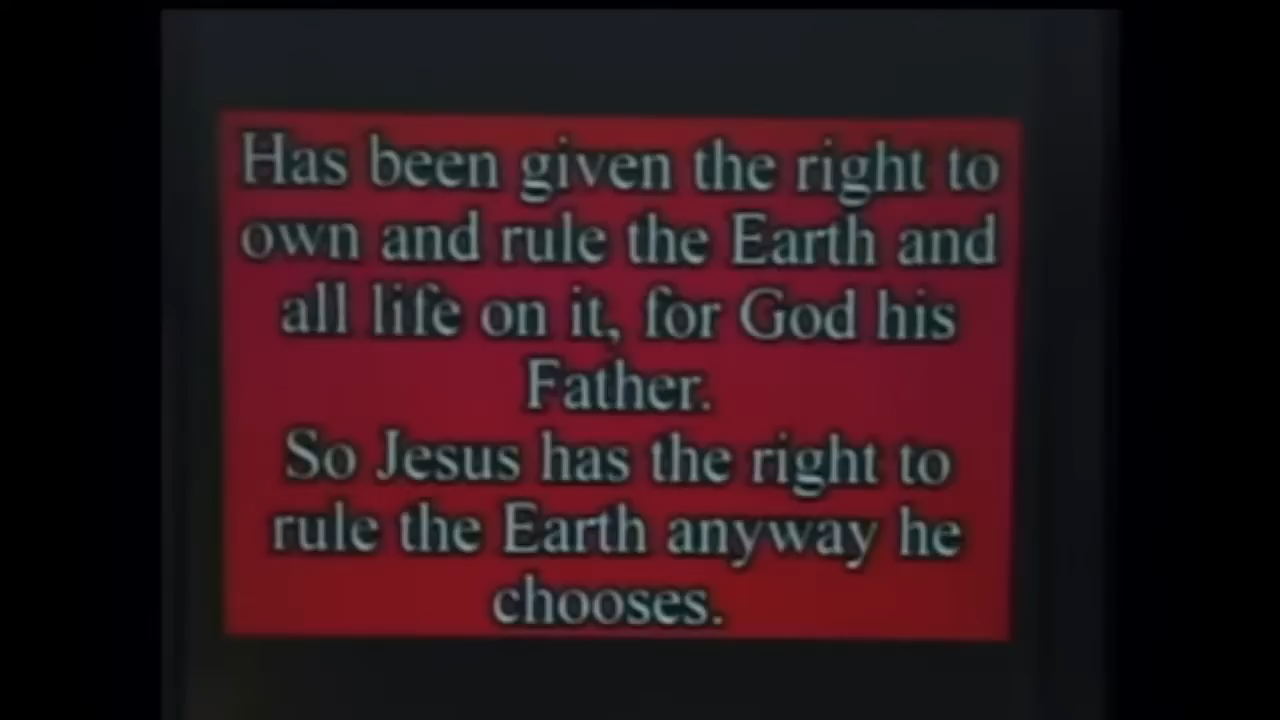 Has been given the right to
own and rule the Earth and
all life on it, for God his
Father.
So Jesus has the right to
rule the Earth anyway he
chooses.